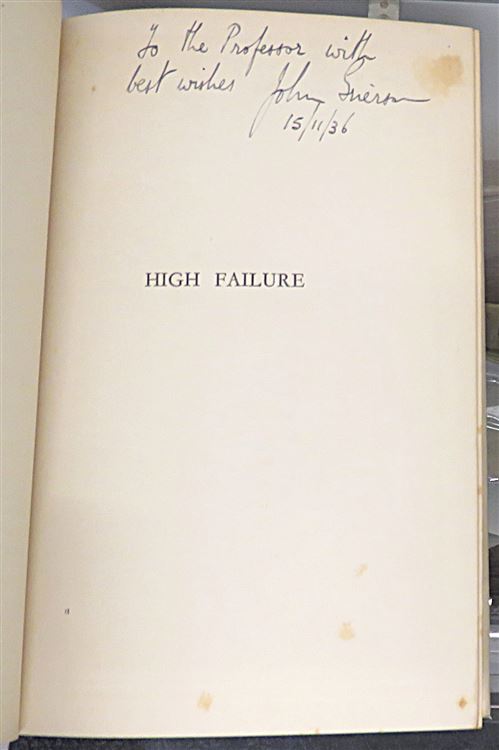 To the Professor with
best wishes John Grierson
15/11/36
HIGH FAILURE